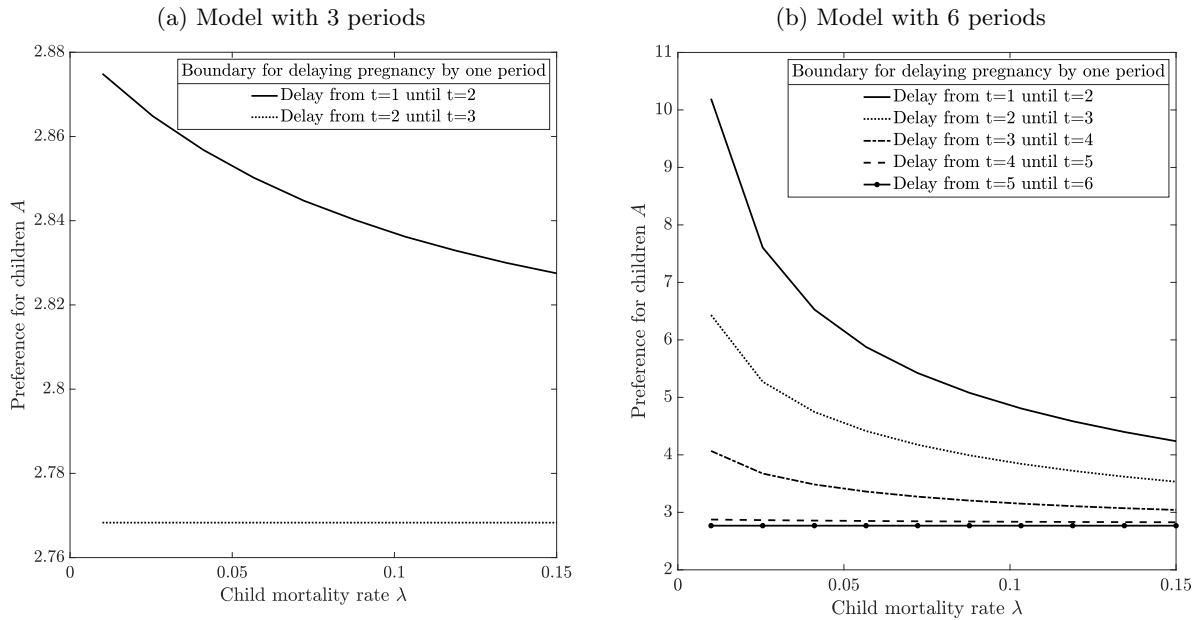 (a) Model with 3 periods
2.88
2.86
2.84
2.82
2.8
2.78
2.76
Preference for children A
Boundary for delaying pregnancy by one period
Delay from t=1 until t=2
Delay from t=2 until t=3
0 0.05 0.1 0.15
Child mortality rate λ
(b) Model with 6 periods
11
10
9
8
7
6
5
4
3
2
Preference for children A
Boundary for delaying pregnancy by one period
Delay from t=1 until t=2
Delay from t=2 until t=3
Delay from t=3 until t=4
Delay from t=4 until t=5
Delay from t=5 until t=6
0 0.05 0.1 0.15
Child mortality rate λ